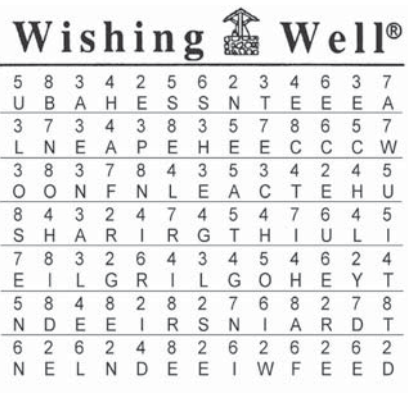 Wishing Well®
5 8 3 4 2 5 6 2 3 4 6 3 7
U B A H E S S N T E E E A
3 7 3 4 3 8 3 5 7 8 6 5 7
L N E A P E H E E C C C W
3 8 3 7 8 4 3 5 3 4 2 4 5
O O N F N L E A C T E H U
8 4 3 2 4 7 4 5 4 7 6 4 5
S H A R I R G T H I U L I
7 8 3 2 6 4 3 4 5 4 6 2 4
E I L G R I L G O H E Y T
5 8 4 8 2 8 2 7 6 8 2 7 8
N D E E I R S N I A R D T
6 2 6 2 4 8 2 6 2 6 2 6 2
N E L N D E E I W F E E D